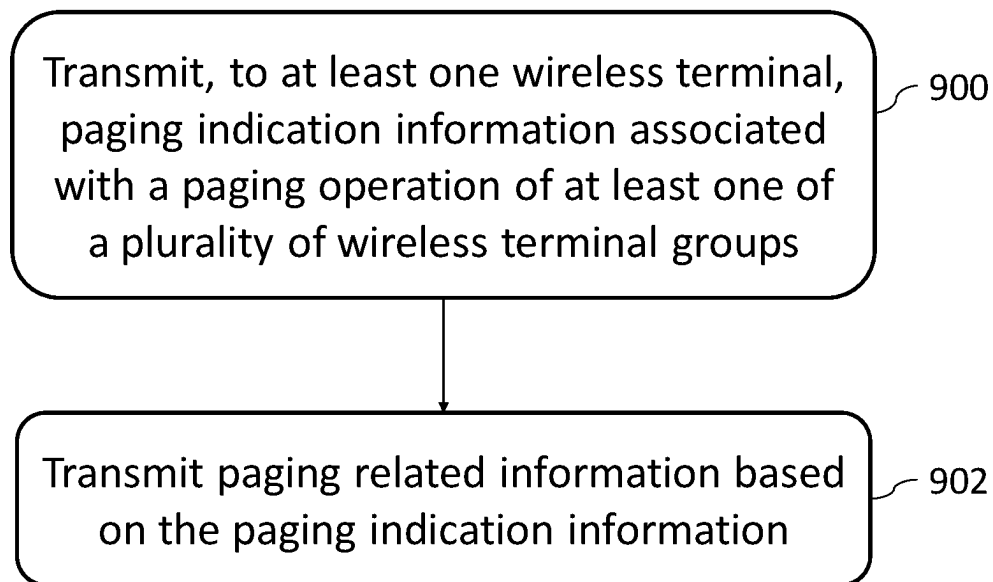 Transmit, to at least one wireless terminal,
paging indication information associated
with a paging operation of at least one of
a plurality of wireless terminal groups
900
Transmit paging related information based
on the paging indication information
902